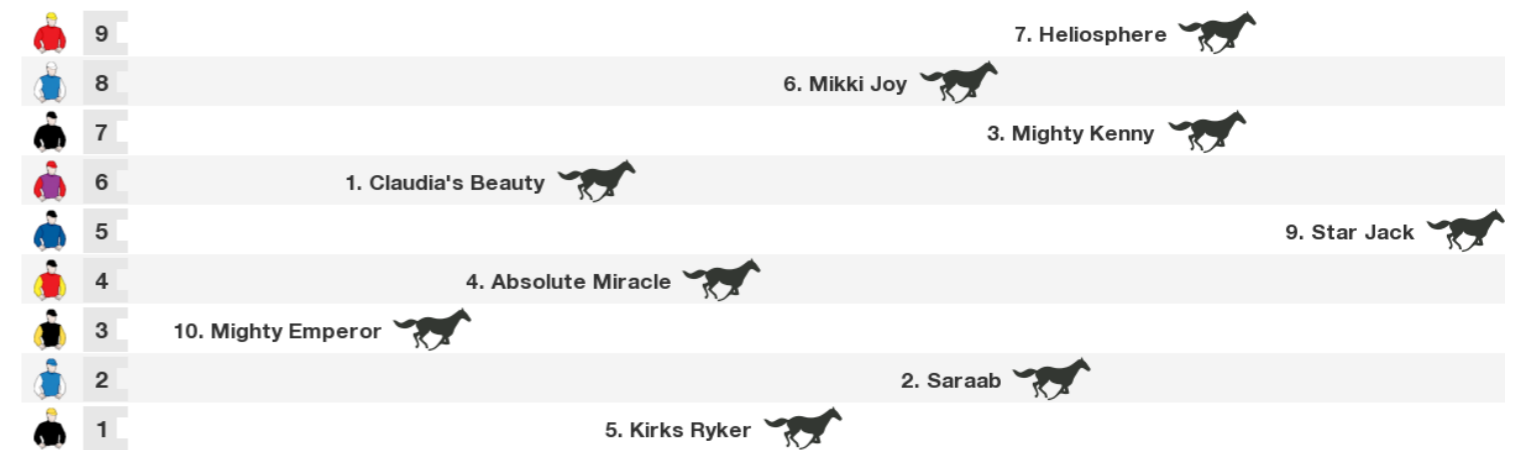 9 7. Heliosphere
8 6. Mikki Joy
7 3. Mighty Kenny
6 1. Claudia's Beauty
5 9. Star Jack
4 4. Absolute Miracle
3 10. Mighty Emperor
2 2. Saraab
1 5. Kirks Ryker